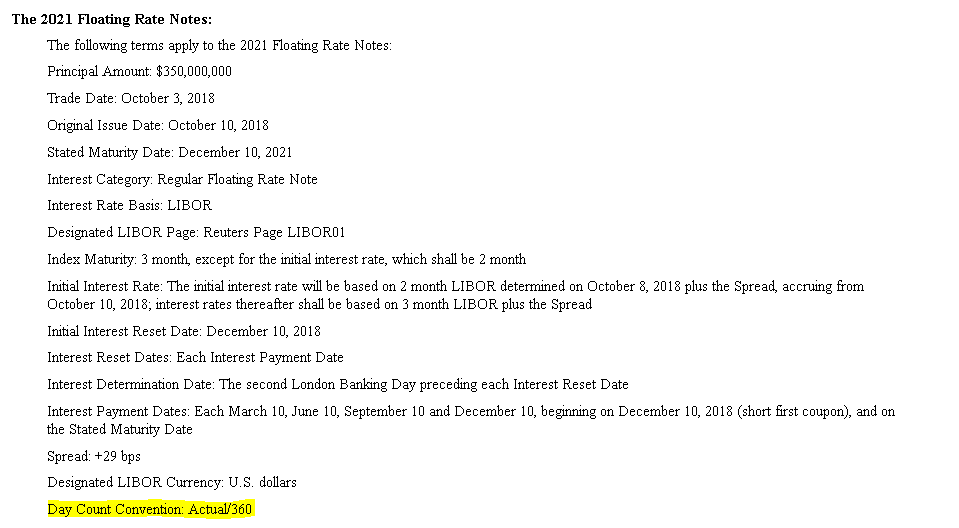 The 2021 Floating Rate Notes:
The following terms apply to the 2021 Floating Rate Notes:
Principal Amount: $350,000,000
Trade Date: October 3, 2018
Original Issue Date: October 10, 2018
Stated Maturity Date: December 10, 2021
Interest Category: Regular Floating Rate Note
Interest Rate Basis: LIBOR
Designated LIBOR Page: Reuters Page LIBOR01
Index Maturity: 3 month, except for the initial interest rate, which shall be 2 month
Initial Interest Rate: The initial interest rate will be based on 2 month LIBOR determined on October 8, 2018 plus the Spread, accruing from
October 10, 2018; interest rates thereafter shall be based on 3 month LIBOR plus the Spread
Initial Interest Reset Date: December 10, 2018
Interest Reset Dates: Each Interest Payment Date
Interest Determination Date: The second London Banking Day preceding each Interest Reset Date
Interest Payment Dates: Each March 10, June 10, September 10 and December 10, beginning on December 10, 2018 (short first coupon), and on
the Stated Maturity Date
Spread: +29 bps
Designated LIBOR Currency: U.S. dollars
Day Count Convention: Actual/360